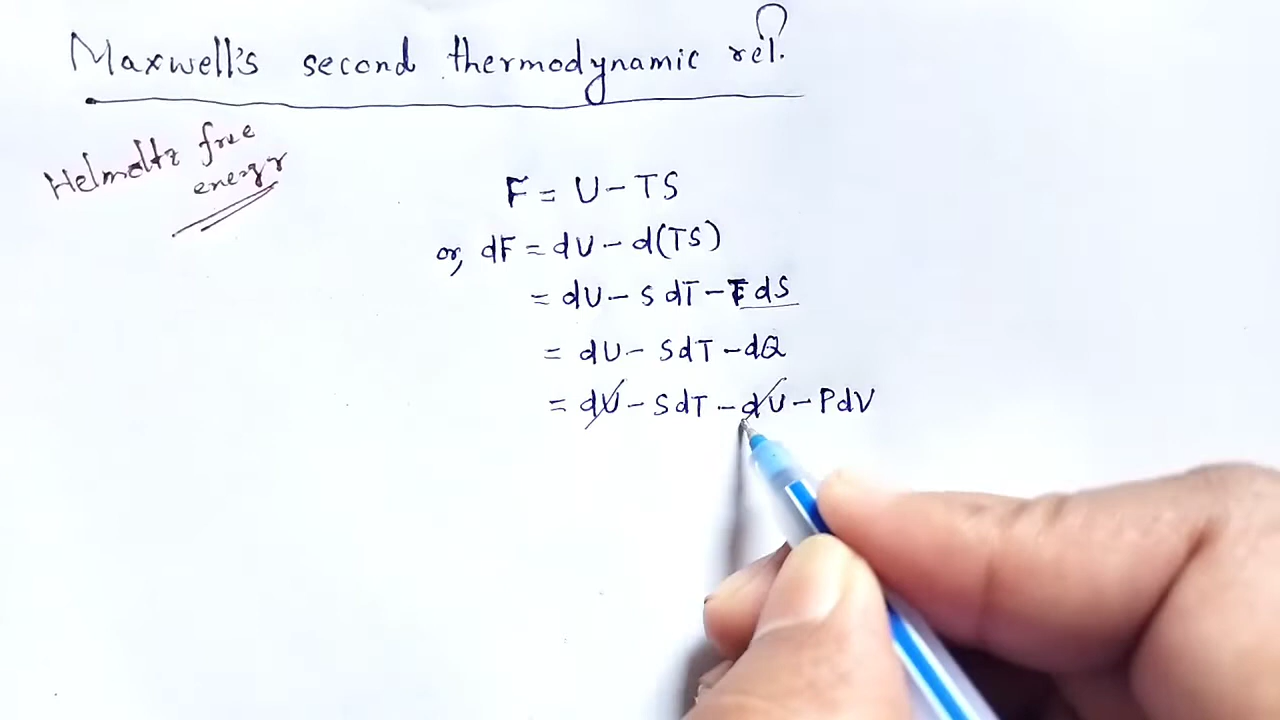 Maxwell's second thermodynamic relⁿ.
Helmoltz free
energy
F = U - TS
or, dF = dU - d(TS)
= dU - SdT - TdS
= dU - SdT - dQ
= dU - SdT - dU - PdV